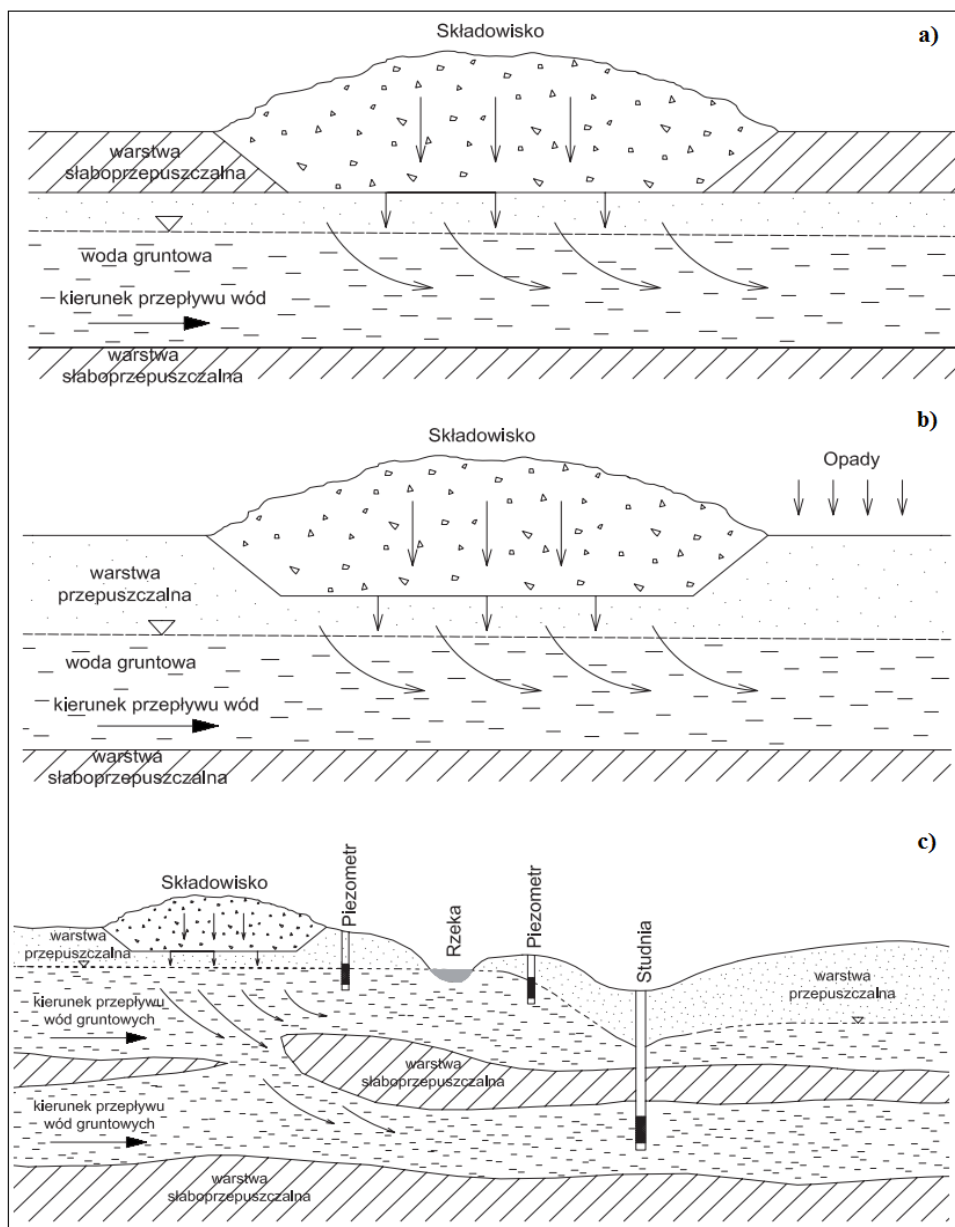 Składowisko
a)
warstwa
słaboprzepuszczalna
woda gruntowa
kierunek przepływu wód
warstwa
słaboprzepuszczalna
b)
Składowisko
Opady
warstwa
przepuszczalna
woda gruntowa
kierunek przepływu wód
warstwa
słaboprzepuszczalna
c)
Składowisko
Piezometr
Rzeka
Piezometr
Studnia
warstwa
przepuszczalna
warstwa
przepuszczalna
kierunek przepływu
wód gruntowych
warstwa
słaboprzepuszczalna
kierunek przepływu
wód gruntowych
warstwa
słaboprzepuszczalna